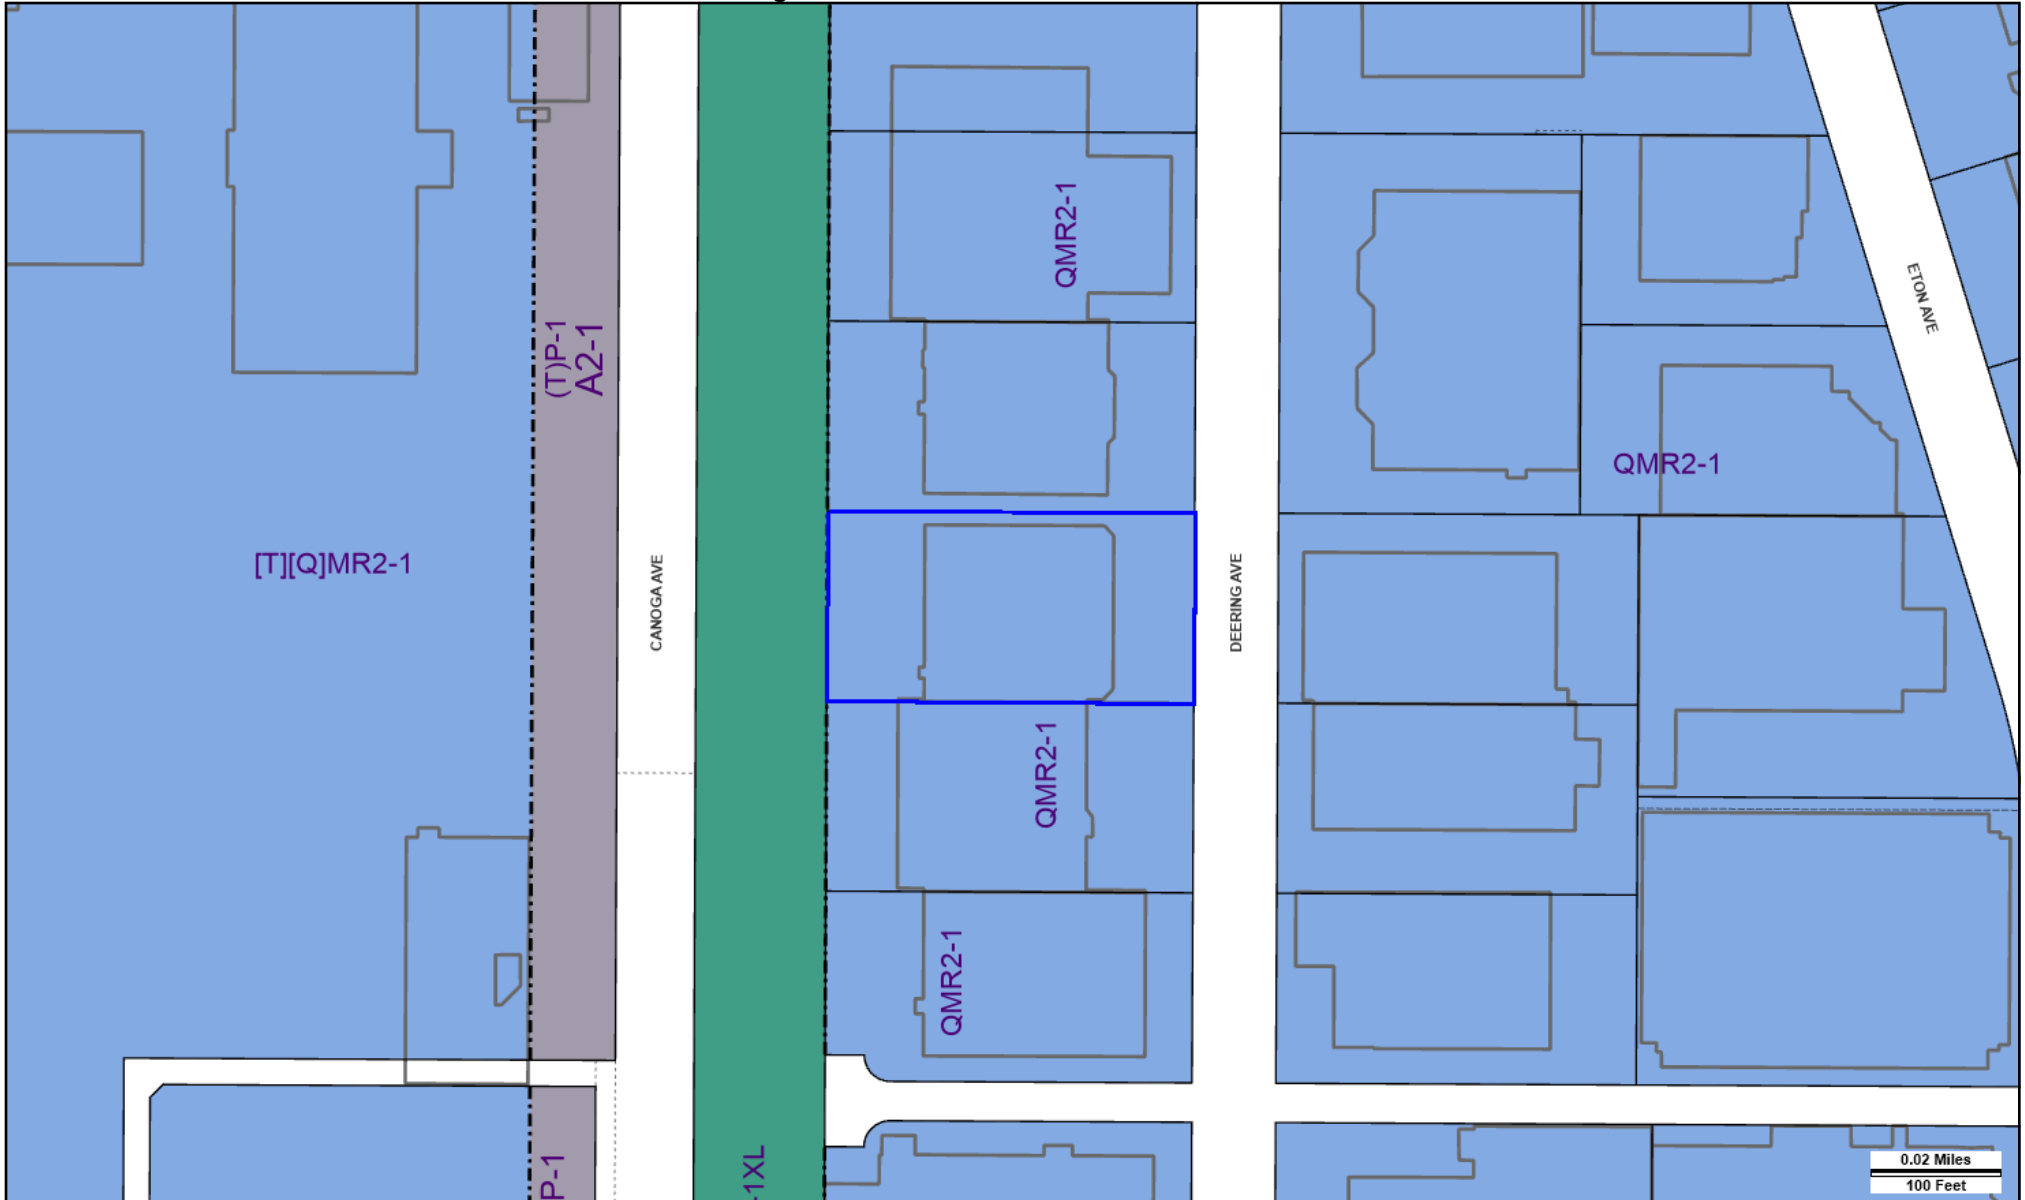 QMR2-1
ETON AVE
(T)P-1
A2-1
QMR2-1
[T][Q]MR2-1
CANOGA AVE
DEERING AVE
QMR2-1
QMR2-1
-1XL
P-1
0.02 Miles
100 Feet